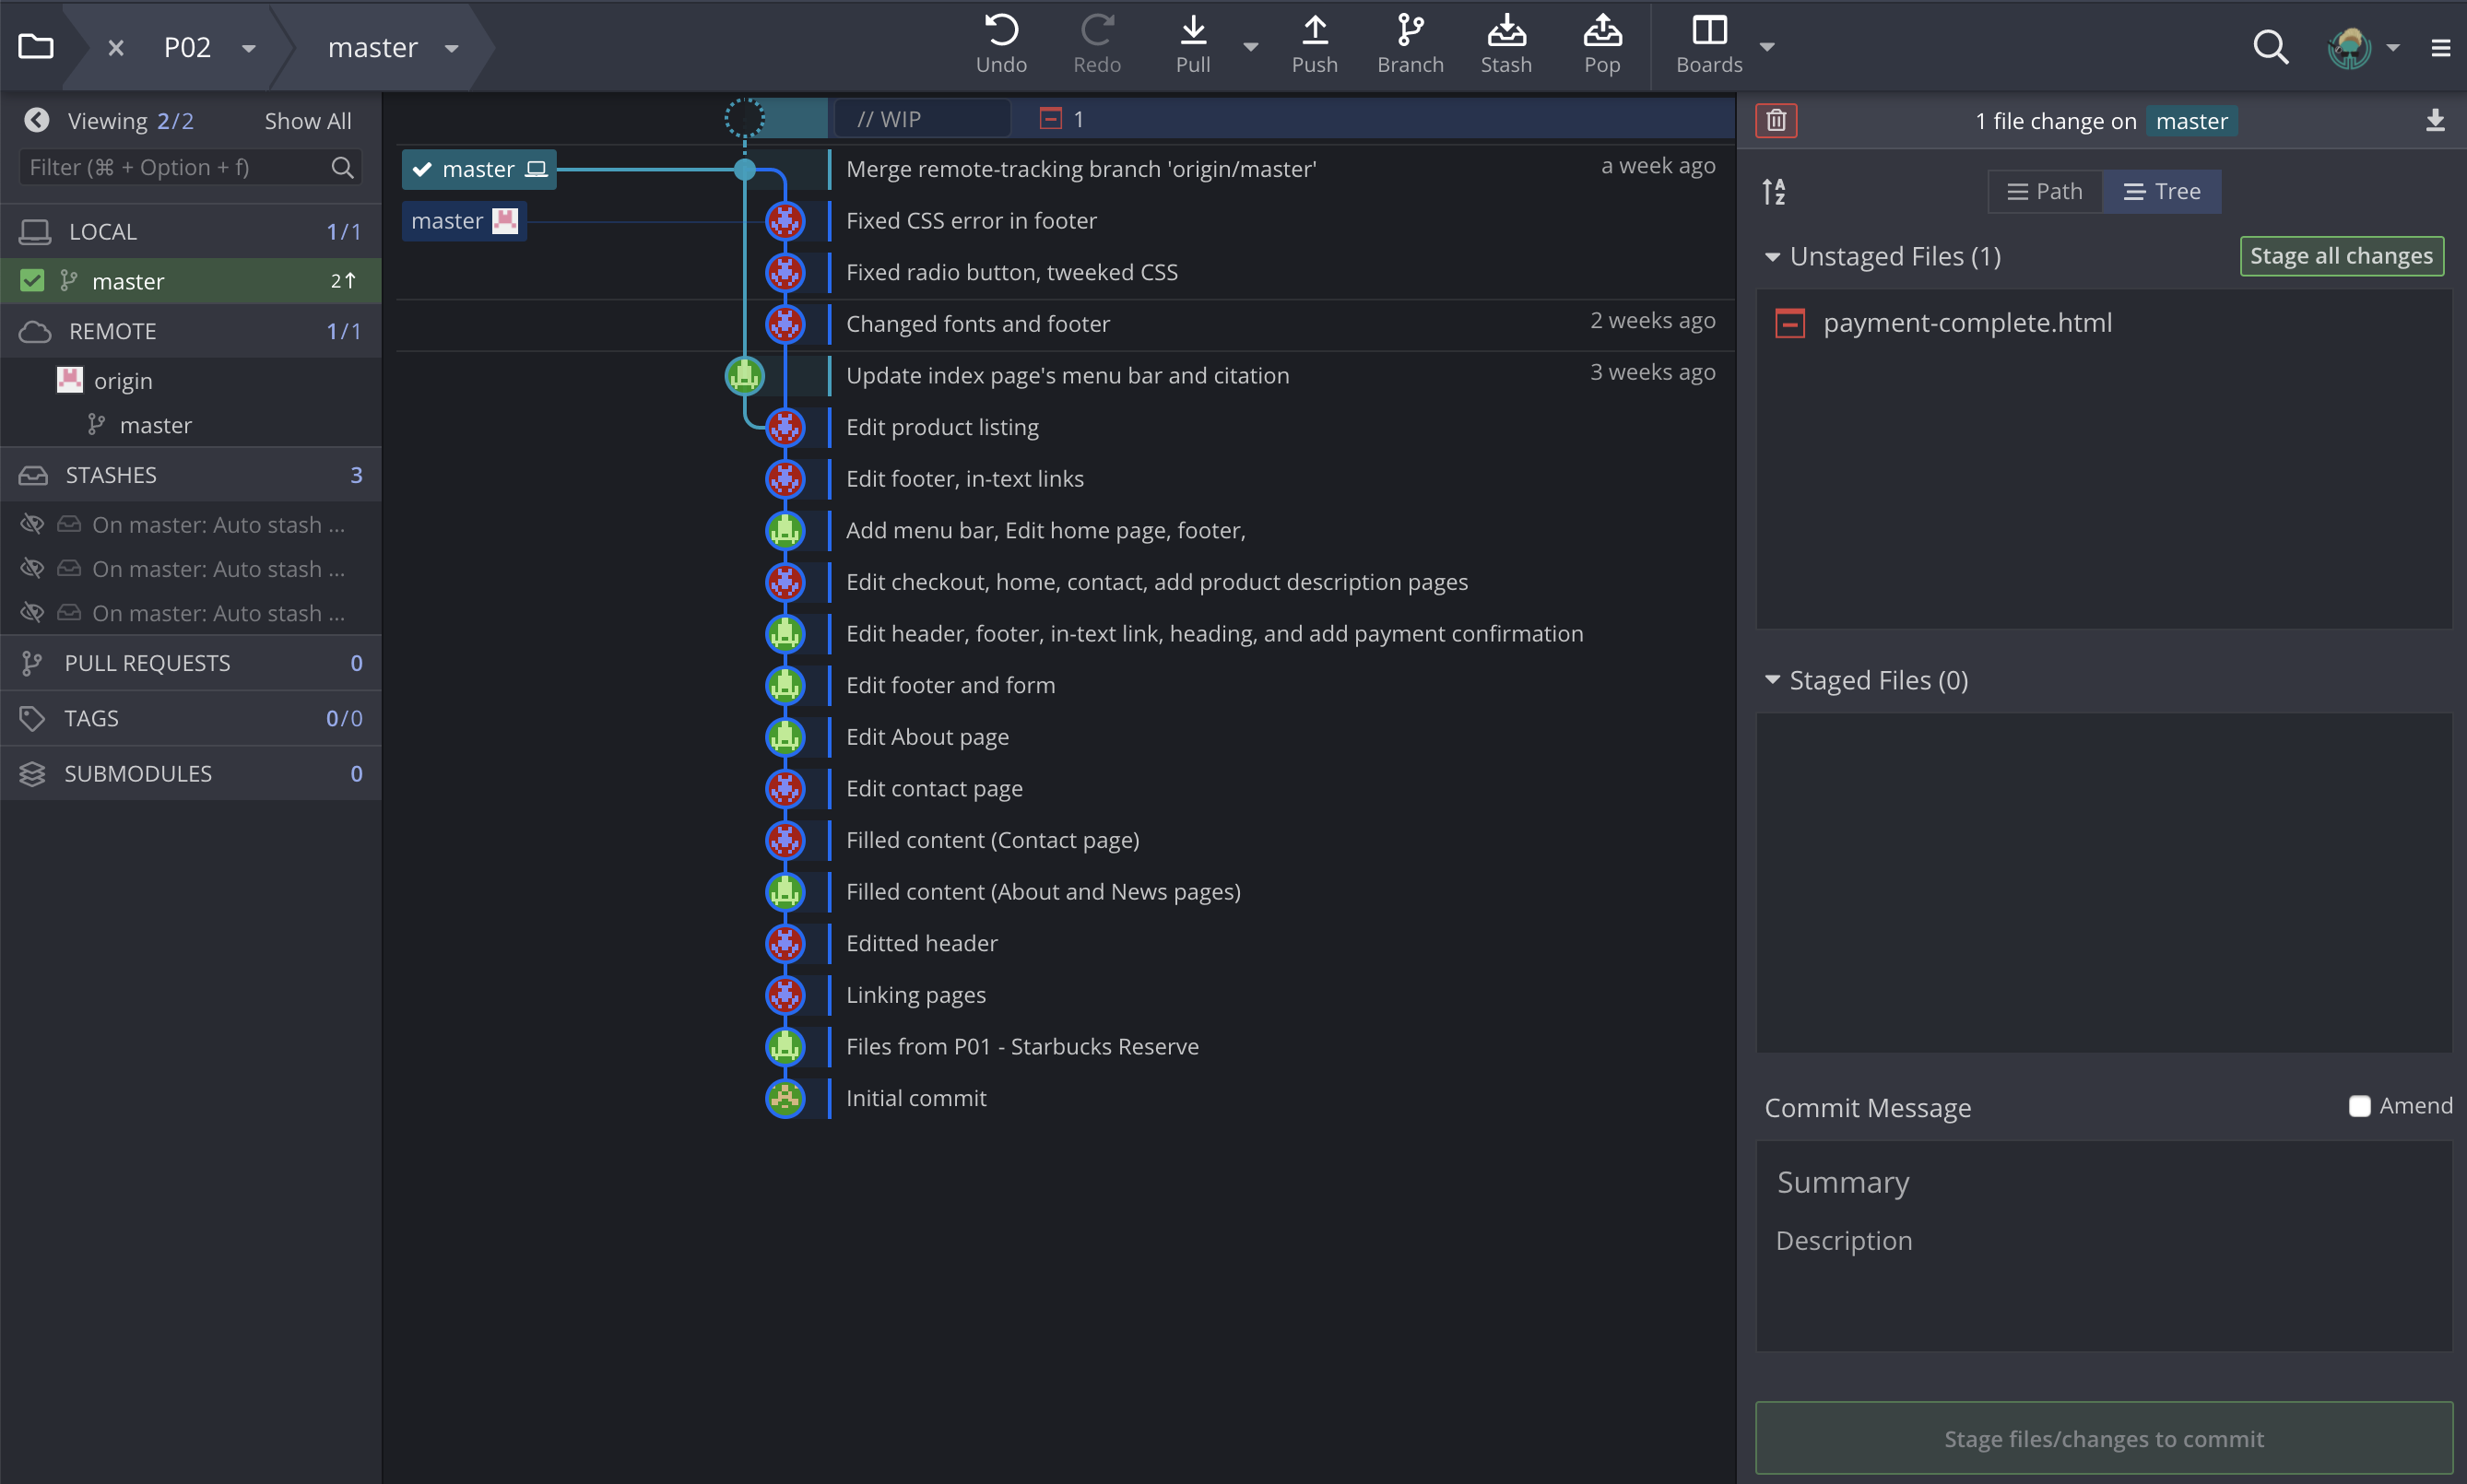 P02
master
Undo
Redo
Pull
Push
Branch
Stash
Pop
Boards
Viewing 2/2
Show All
Filter (⌘ + Option + f)
LOCAL 1/1
master 2↑
REMOTE 1/1
origin
master
STASHES 3
On master: Auto stash ...
On master: Auto stash ...
On master: Auto stash ...
PULL REQUESTS 0
TAGS 0/0
SUBMODULES 0
// WIP 1
master
Merge remote-tracking branch 'origin/master' a week ago
master
Fixed CSS error in footer
Fixed radio button, tweeked CSS
Changed fonts and footer 2 weeks ago
Update index page's menu bar and citation 3 weeks ago
Edit product listing
Edit footer, in-text links
Add menu bar, Edit home page, footer,
Edit checkout, home, contact, add product description pages
Edit header, footer, in-text link, heading, and add payment confirmation
Edit footer and form
Edit About page
Edit contact page
Filled content (Contact page)
Filled content (About and News pages)
Editted header
Linking pages
Files from P01 - Starbucks Reserve
Initial commit
1 file change on master
A
Z
Path
Tree
Unstaged Files (1)
Stage all changes
payment-complete.html
Staged Files (0)
Commit Message
Amend
Summary
Description
Stage files/changes to commit